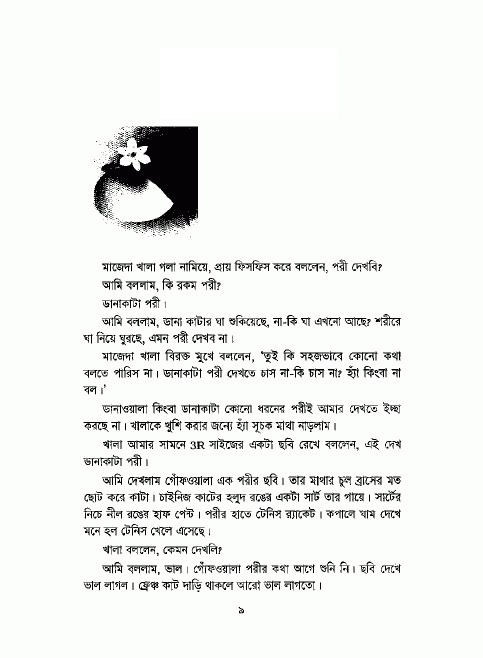 মাজেদা খালা গলা নামিয়ে, প্রায় ফিসফিস করে বললেন, পরী দেখবি?
আমি বললাম, কি রকম পরী?
ডানাকাটা পরী।
আমি বললাম, ডানা কাটার ঘা শুকিয়েছে, না-কি ঘা এখনো আছে? শরীরে
ঘা নিয়ে ঘুরছে, এমন পরী দেখব না।
মাজেদা খালা বিরক্ত মুখে বললেন, ‘তুই কি সহজভাবে কোনো কথা
বলতে পারিস না। ডানাকাটা পরী দেখতে চাস না-কি চাস না? হ্যাঁ কিংবা না
বল।’
ডানাওয়ালা কিংবা ডানাকাটা কোনো ধরনের পরীই আমার দেখতে ইচ্ছা
করছে না। খালাকে খুশি করার জন্যে হ্যাঁ সূচক মাথা নাড়লাম।
খালা আমার সামনে 3R সাইজের একটা ছবি রেখে বললেন, এই দেখ
ডানাকাটা পরী।
আমি দেখলাম গোঁফওয়ালা এক পরীর ছবি। তার মাথার চুল ব্রাসের মত
ছোট করে কাটা। চাইনিজ কাটের হলুদ রঙের একটা সার্ট তার গায়ে। সার্টের
নিচে নীল রঙের হাফ পেন্ট। পরীর হাতে টেনিস র‍্যাকেট। কপালে ঘাম দেখে
মনে হল টেনিস খেলে এসেছে।
খালা বললেন, কেমন দেখলি?
আমি বললাম, ভাল। গোঁফওয়ালা পরীর কথা আগে শুনি নি। ছবি দেখে
ভাল লাগল। ফ্রেঞ্চ কাট দাড়ি থাকলে আরো ভাল লাগতো।
৯